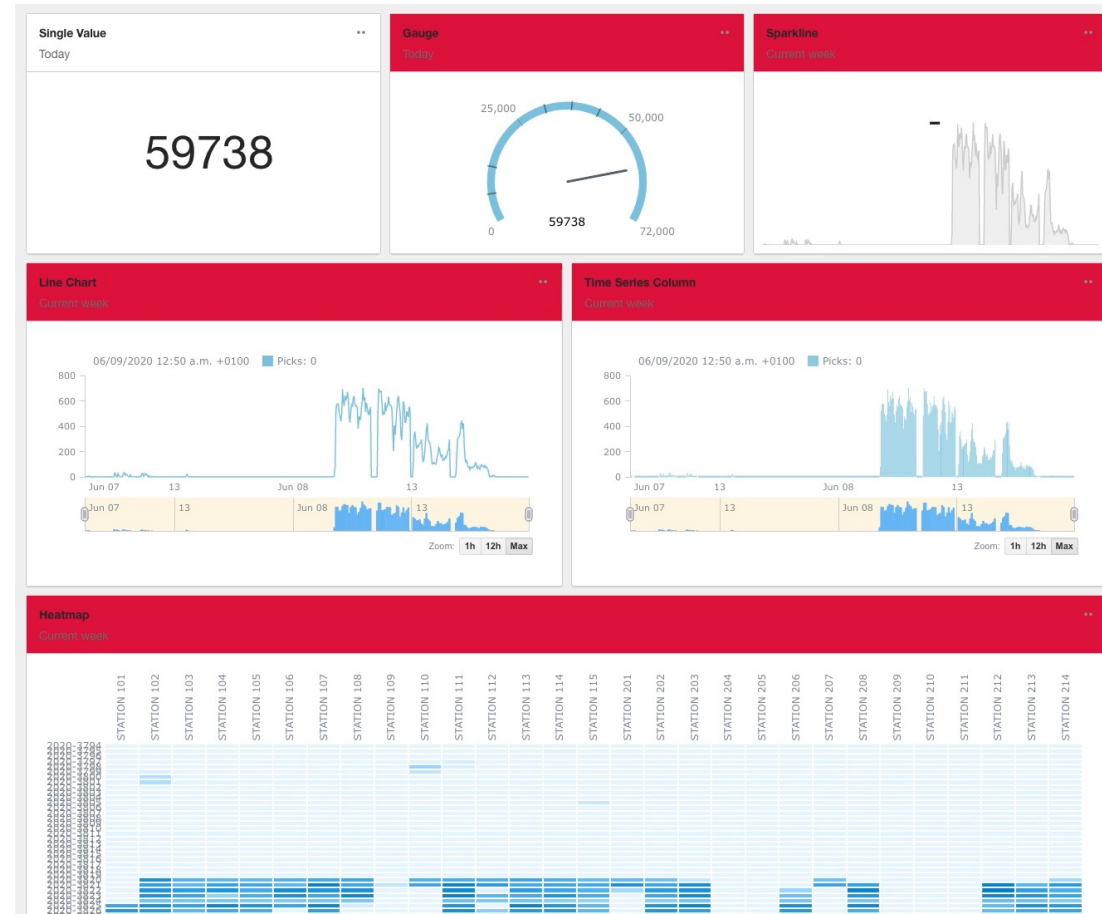 Single Value
Today
59738
Gauge
Today
25,000
50,000
59738
0
72,000
Sparkline
Current week
-
Line Chart
Current week
06/09/2020 12:50 a.m. +0100 Picks: 0
800
600
400
200
0
Jun 07 13 Jun 08 13
Jun 07 13 Jun 08 13
Zoom: 1h 12h Max
Time Series Column
Current week
06/09/2020 12:50 a.m. +0100 Picks: 0
800
600
400
200
0
Jun 07 13 Jun 08 13
Jun 07 13 Jun 08 13
Zoom: 1h 12h Max
Heatmap
Current week
STATION 101
STATION 102
STATION 103
STATION 104
STATION 105
STATION 106
STATION 107
STATION 108
STATION 109
STATION 110
STATION 111
STATION 112
STATION 113
STATION 114
STATION 115
STATION 201
STATION 202
STATION 203
STATION 204
STATION 205
STATION 206
STATION 207
STATION 208
STATION 209
STATION 210
STATION 211
STATION 212
STATION 213
STATION 214
2020-3794